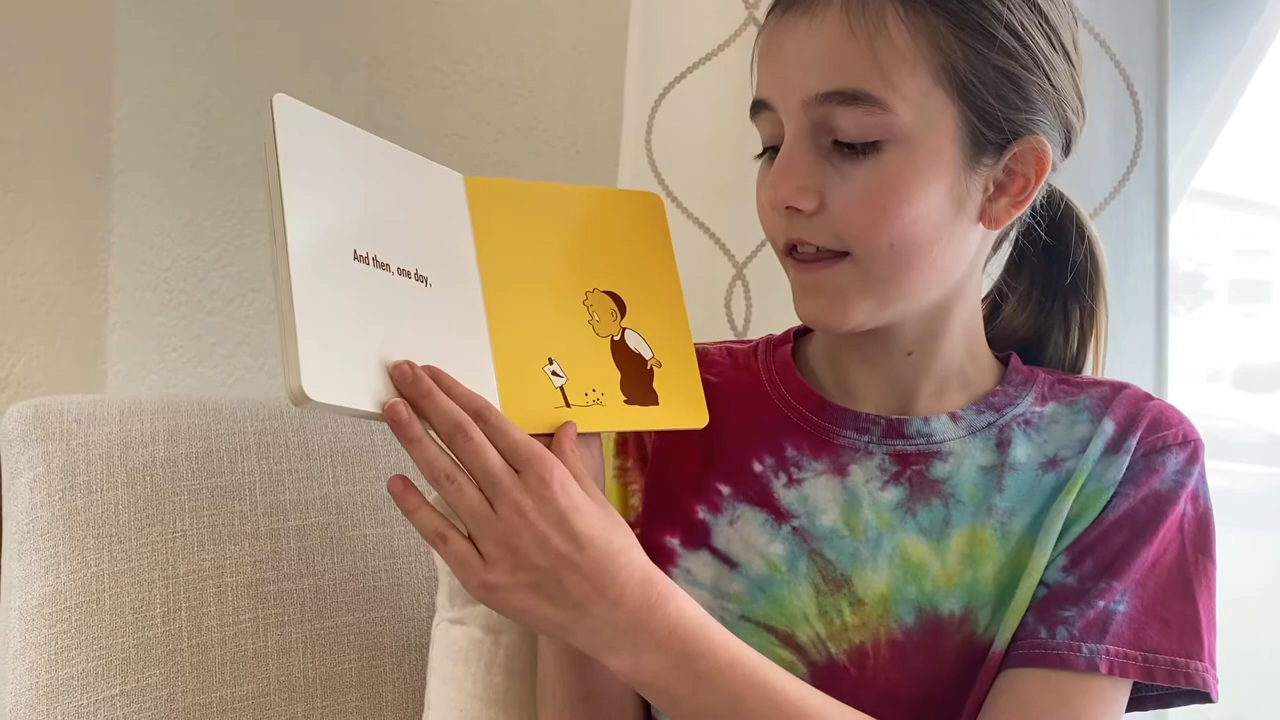 And then, one day,